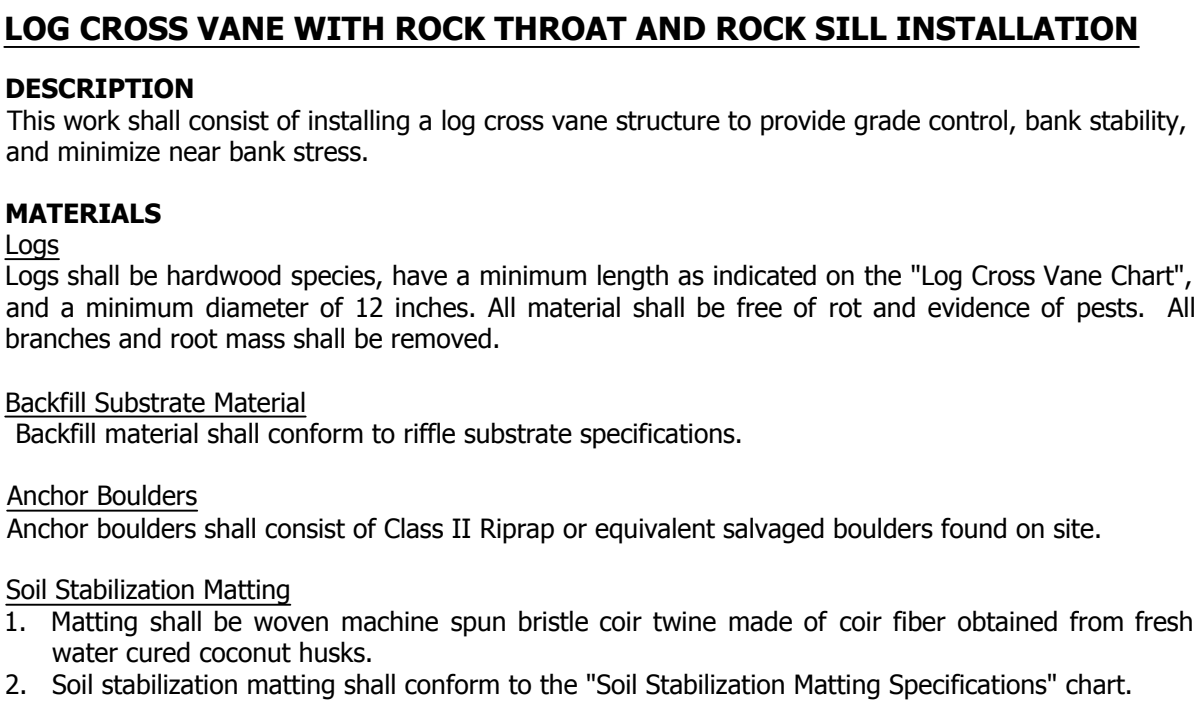 LOG CROSS VANE WITH ROCK THROAT AND ROCK SILL INSTALLATION
DESCRIPTION
This work shall consist of installing a log cross vane structure to provide grade control, bank stability,
and minimize near bank stress.
MATERIALS
Logs
Logs shall be hardwood species, have a minimum length as indicated on the "Log Cross Vane Chart",
and a minimum diameter of 12 inches. All material shall be free of rot and evidence of pests. All
branches and root mass shall be removed.
Backfill Substrate Material
Backfill material shall conform to riffle substrate specifications.
Anchor Boulders
Anchor boulders shall consist of Class II Riprap or equivalent salvaged boulders found on site.
Soil Stabilization Matting
1. Matting shall be woven machine spun bristle coir twine made of coir fiber obtained from fresh
water cured coconut husks.
2. Soil stabilization matting shall conform to the "Soil Stabilization Matting Specifications" chart.